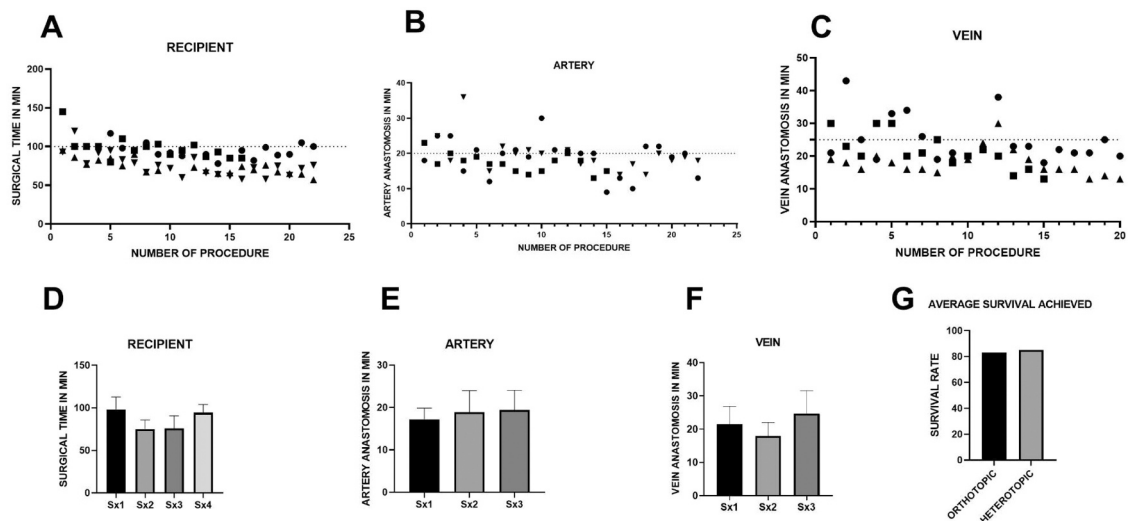 A
RECIPIENT
SURGICAL TIME IN MIN
200
150
100
50
0
0 5 10 15 20 25
NUMBER OF PROCEDURE
B
ARTERY
ARTERY ANASTOMOSIS IN MIN
40
30
20
10
0
0 5 10 15 20 25
NUMBER OF PROCEDURE
C
VEIN
VEIN ANASTOMOSIS IN MIN
50
40
30
20
10
0
0 5 10 15 20
NUMBER OF PROCEDURE
D
RECIPIENT
SURGICAL TIME IN MIN
150
100
50
0
Sx1 Sx2 Sx3 Sx4
E
ARTERY
ARTERY ANASTOMOSIS IN MIN
30
20
10
0
Sx1 Sx2 Sx3
F
VEIN
VEIN ANASTOMOSIS IN MIN
40
30
20
10
0
Sx1 Sx2 Sx3
G
AVERAGE SURVIVAL ACHIEVED
SURVIVAL RATE
100
80
60
40
20
0
ORTHOTOPIC
HETEROTOPIC